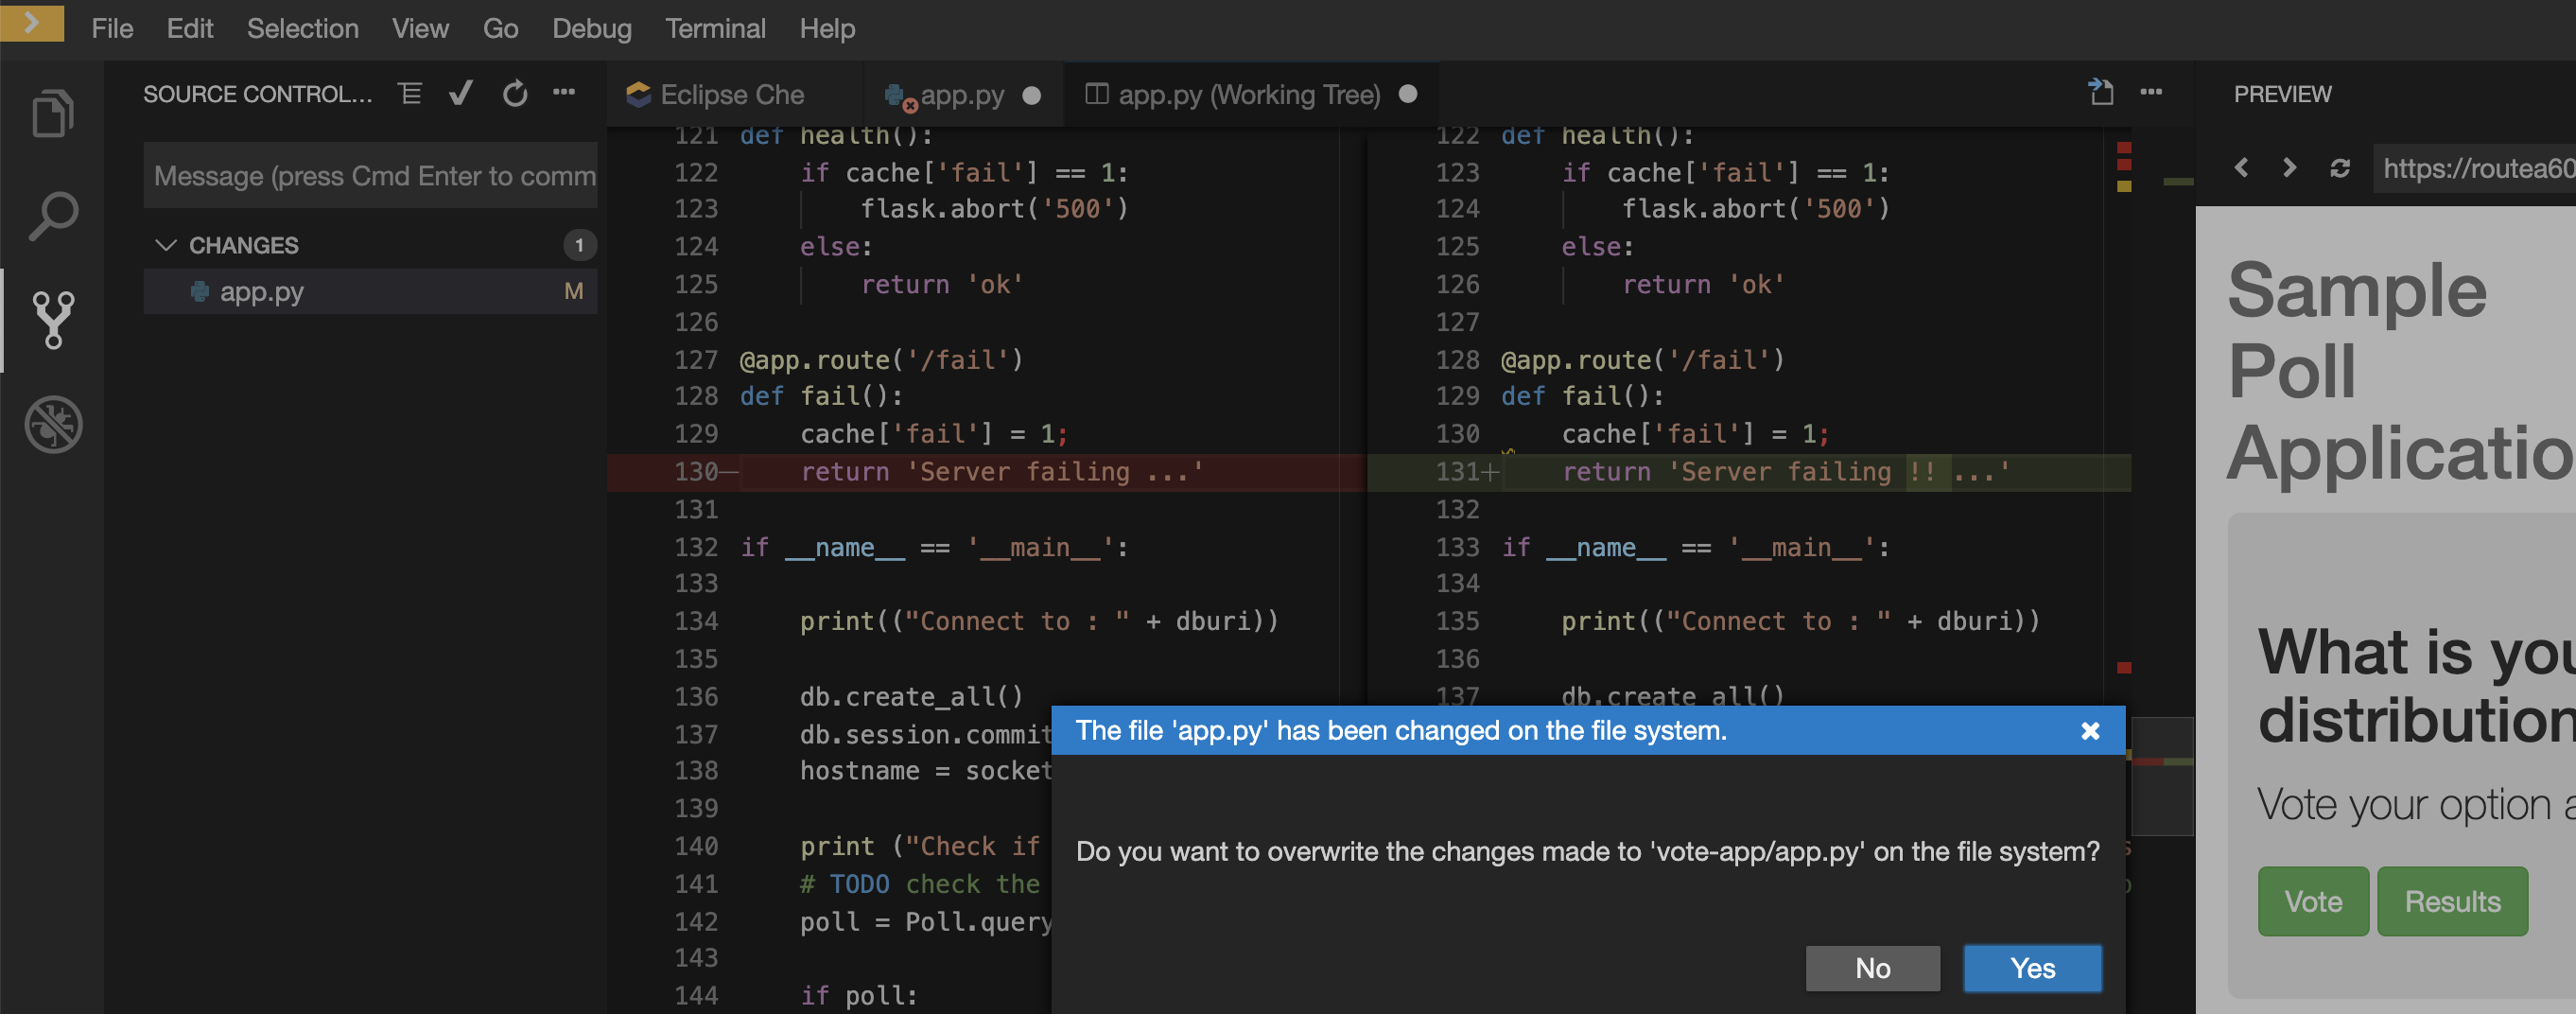 File Edit Selection View Go Debug Terminal Help
SOURCE CONTROL...
Message (press Cmd Enter to comm
CHANGES 1
app.py M
Eclipse Che app.py app.py (Working Tree)
121 def health():
122 if cache['fail'] == 1:
123 flask.abort('500')
124 else:
125 return 'ok'
126
127 @app.route('/fail')
128 def fail():
129 cache['fail'] = 1;
130 return 'Server failing ...'
131
132 if __name__ == '__main__':
133
134 print(("Connect to : " + dburi))
135
136 db.create_all()
137 db.session.commit
138 hostname = socket
139
140 print ("Check if
141 # TODO check the
142 poll = Poll.query
143
144 if poll:
122 def health():
123 if cache['fail'] == 1:
124 flask.abort('500')
125 else:
126 return 'ok'
127
128 @app.route('/fail')
129 def fail():
130 cache['fail'] = 1;
131+ return 'Server failing !! ...'
132
133 if __name__ == '__main__':
134
135 print(("Connect to : " + dburi))
136
137 db.create_all()
The file 'app.py' has been changed on the file system.
Do you want to overwrite the changes made to 'vote-app/app.py' on the file system?
No Yes
PREVIEW
https://routea60
Sample
Poll
Applicatio
What is you
distribution
Vote your option a
Vote Results